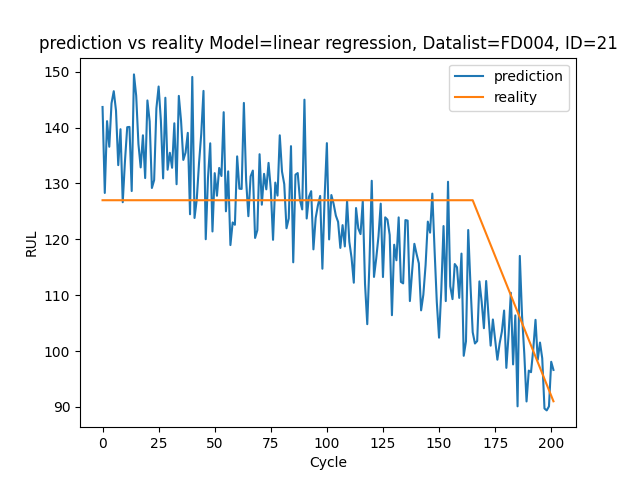 prediction vs reality Model=linear regression, Datalist=FD004, ID=21
prediction
reality
150
140
130
120
110
100
90
RUL
0 25 50 75 100 125 150 175 200
Cycle